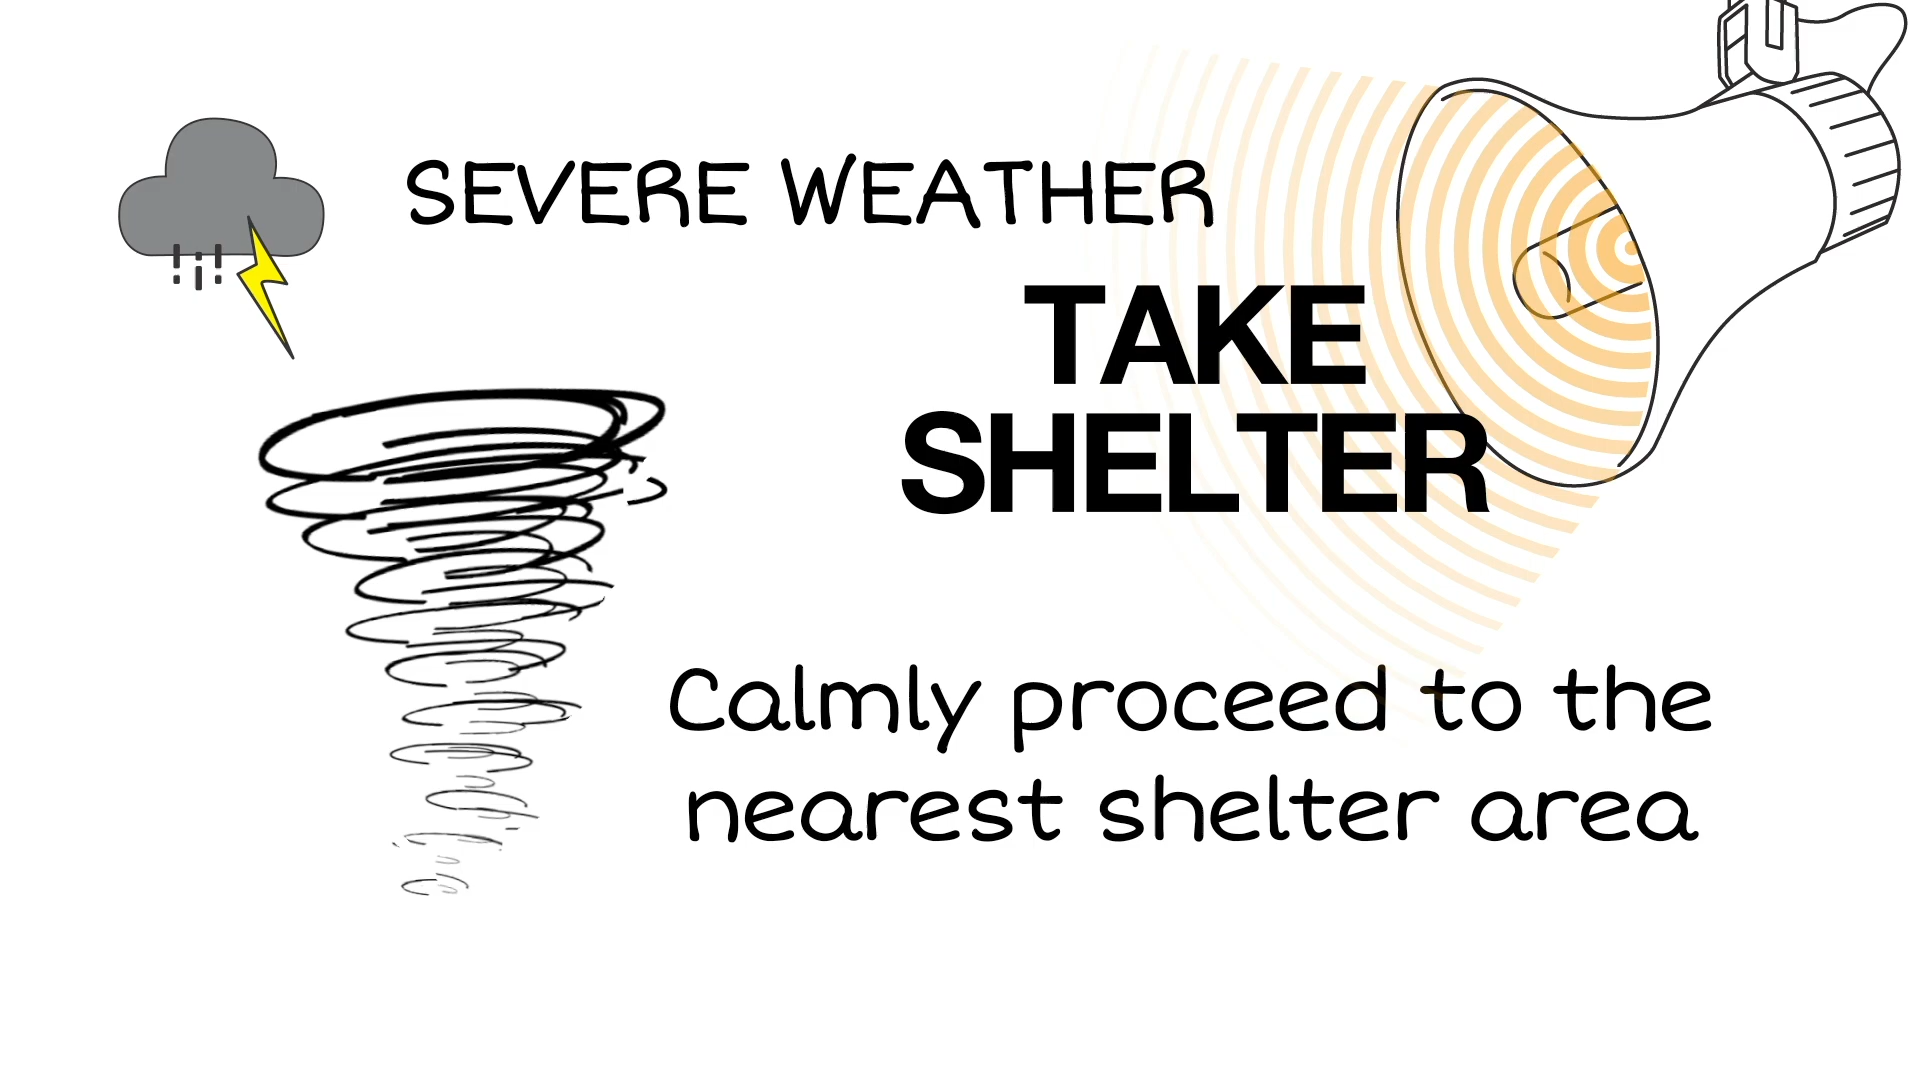 SEVERE WEATHER
TAKE
SHELTER
Calmly proceed to the
nearest shelter area